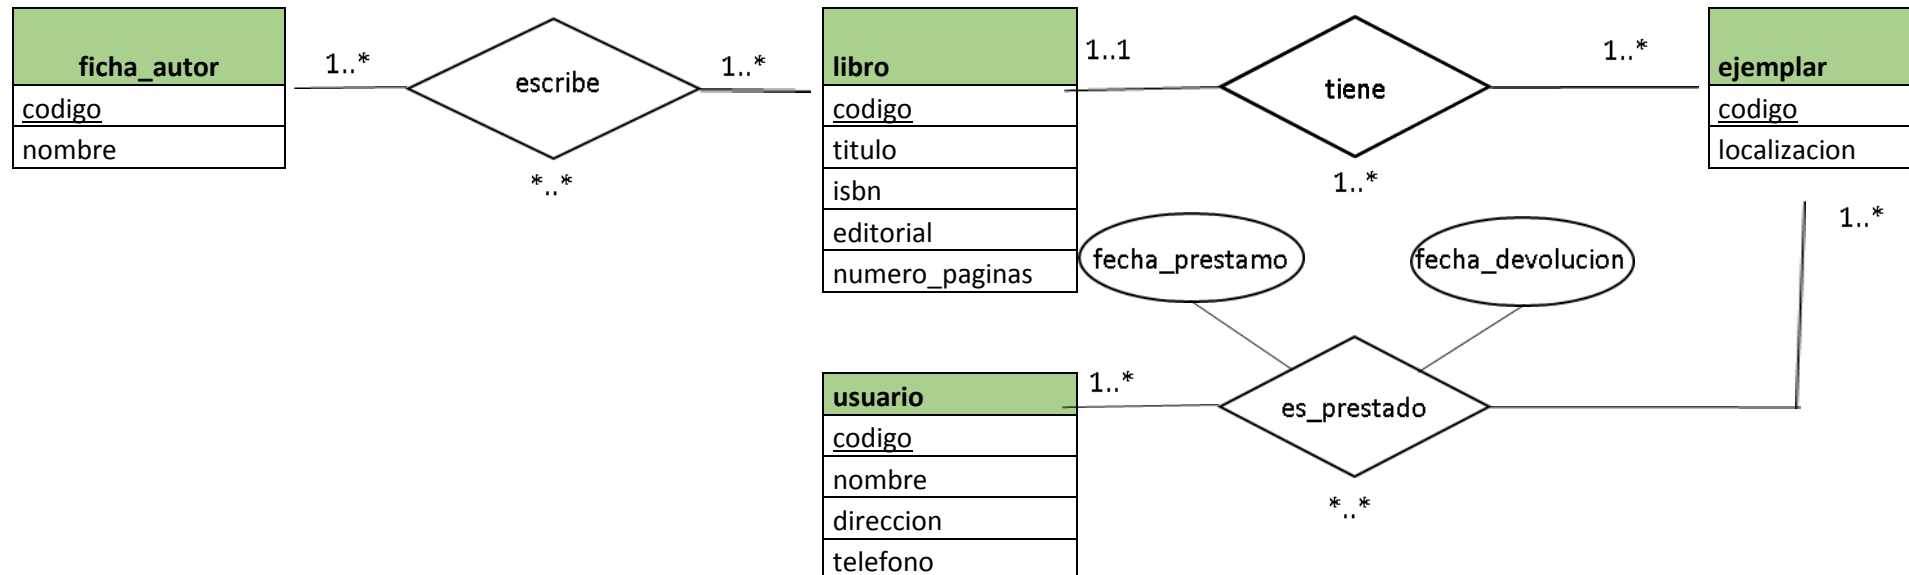 ficha_autor
codigo
nombre
1..*
escribe
*..*
1..*
libro
codigo
titulo
isbn
editorial
numero_paginas
1..1
tiene
1..*
1..*
ejemplar
codigo
localizacion
1..*
fecha_prestamo
fecha_devolucion
usuario
codigo
nombre
direccion
telefono
1..*
es_prestado
*..*